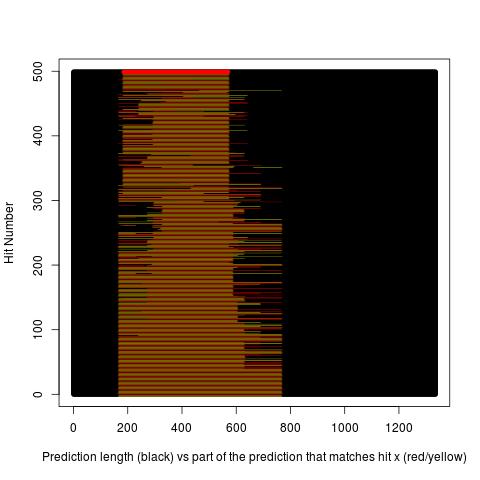 500
400
300
200
100
0
Hit Number
0 200 400 600 800 1000 1200
Prediction length (black) vs part of the prediction that matches hit x (red/yellow)